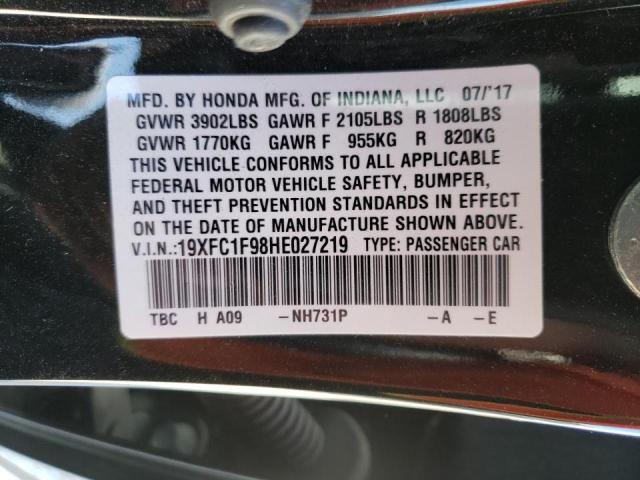 MFD. BY HONDA MFG. OF INDIANA, LLC 07/'17
GVWR 3902LBS GAWR F 2105LBS R 1808LBS
GVWR 1770KG GAWR F 955KG R 820KG
THIS VEHICLE CONFORMS TO ALL APPLICABLE
FEDERAL MOTOR VEHICLE SAFETY, BUMPER,
AND THEFT PREVENTION STANDARDS IN EFFECT
ON THE DATE OF MANUFACTURE SHOWN ABOVE.
V.I.N.: 19XFC1F98HE027219 TYPE: PASSENGER CAR
TBC H A09 -NH731P -A -E